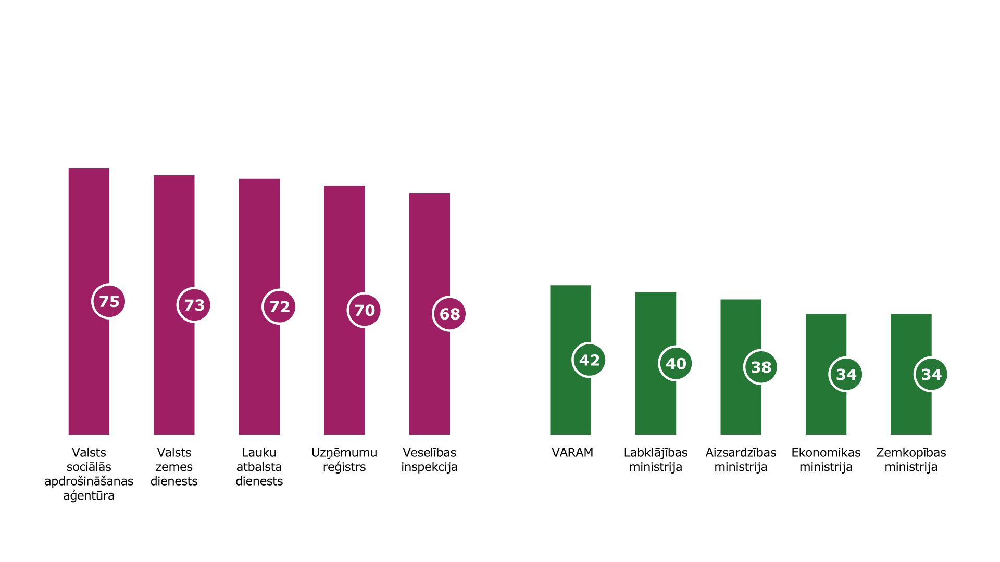 75
73
72
70
68
42
40
38
34
34
Valsts
sociālās
apdrošināšanas
aģentūra
Valsts
zemes
dienests
Lauku
atbalsta
dienests
Uzņēmumu
reģistrs
Veselības
inspekcija
VARAM
Labklājības
ministrija
Aizsardzības
ministrija
Ekonomikas
ministrija
Zemkopības
ministrija